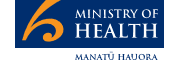 MINISTRY OF
HEALTH
MANATŪ HAUORA